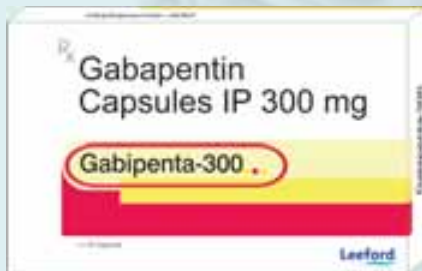 Rx
Gabapentin
Capsules IP 300 mg
Gabipenta-300
Leeford